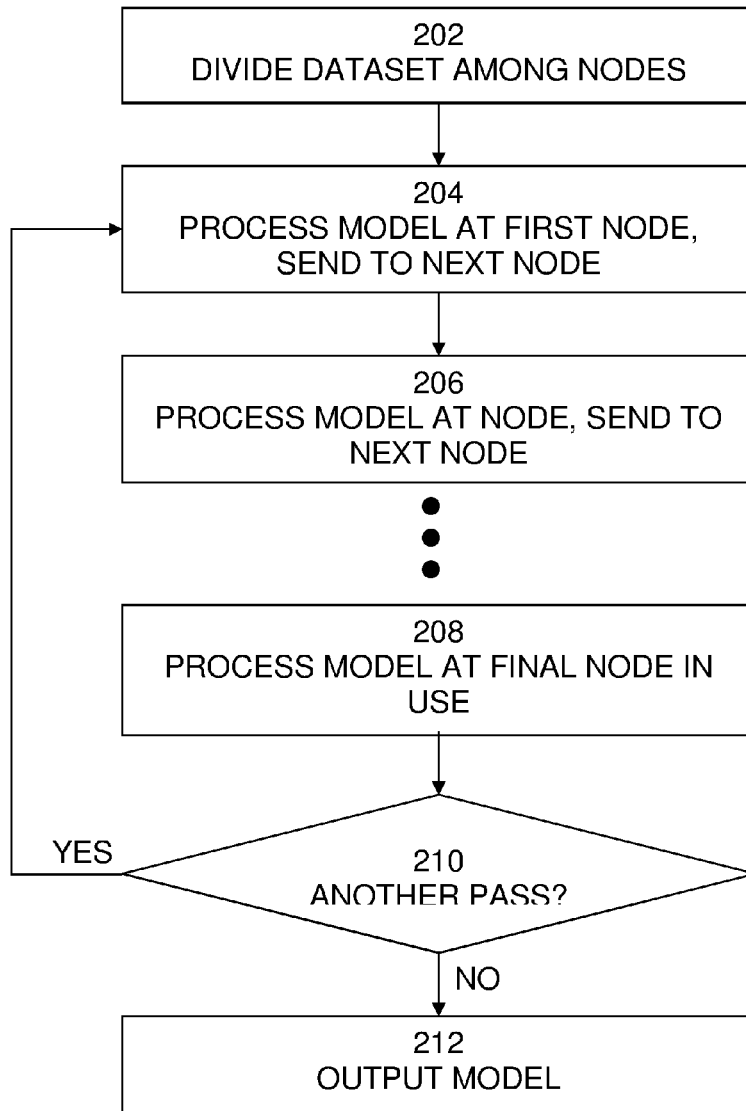 202
DIVIDE DATASET AMONG NODES
204
PROCESS MODEL AT FIRST NODE,
SEND TO NEXT NODE
206
PROCESS MODEL AT NODE, SEND TO
NEXT NODE
208
PROCESS MODEL AT FINAL NODE IN
USE
YES
210
ANOTHER PASS?
NO
212
OUTPUT MODEL